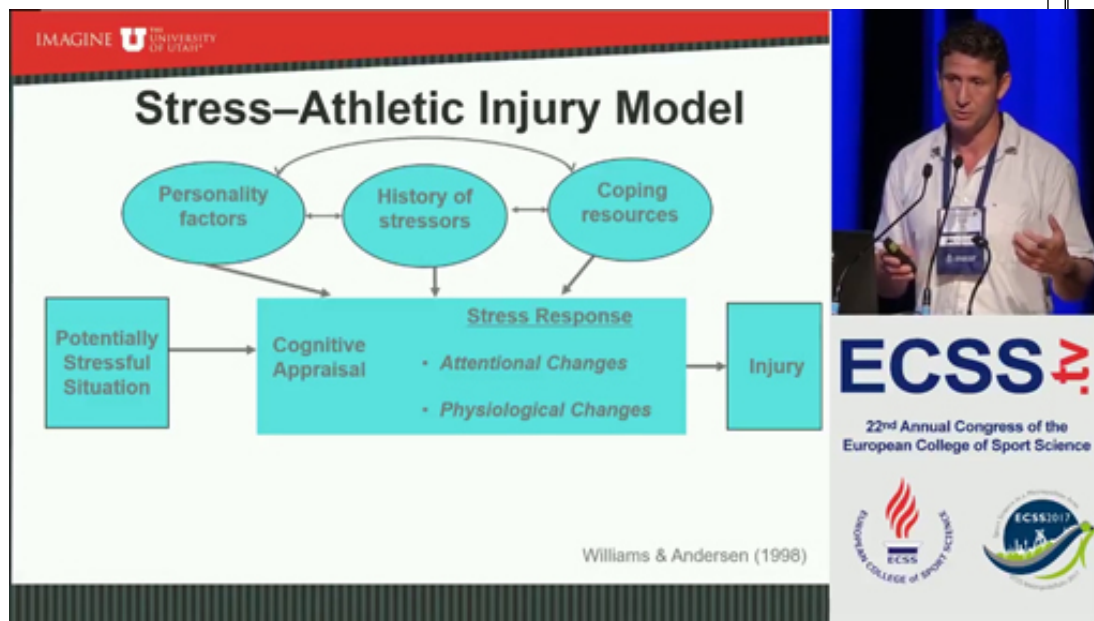 IMAGINE
U
THE
UNIVERSITY
OF UTAH
Stress–Athletic Injury Model
Personality
factors
History of
stressors
Coping
resources
Potentially
Stressful
Situation
Cognitive
Appraisal
Stress Response
• Attentional Changes
• Physiological Changes
Injury
Williams & Andersen (1998)
ECSS.tv
22nd Annual Congress of the
European College of Sport Science
EUROPEAN COLLEGE of SPORT SCIENCE
ECSS
ECSS2017